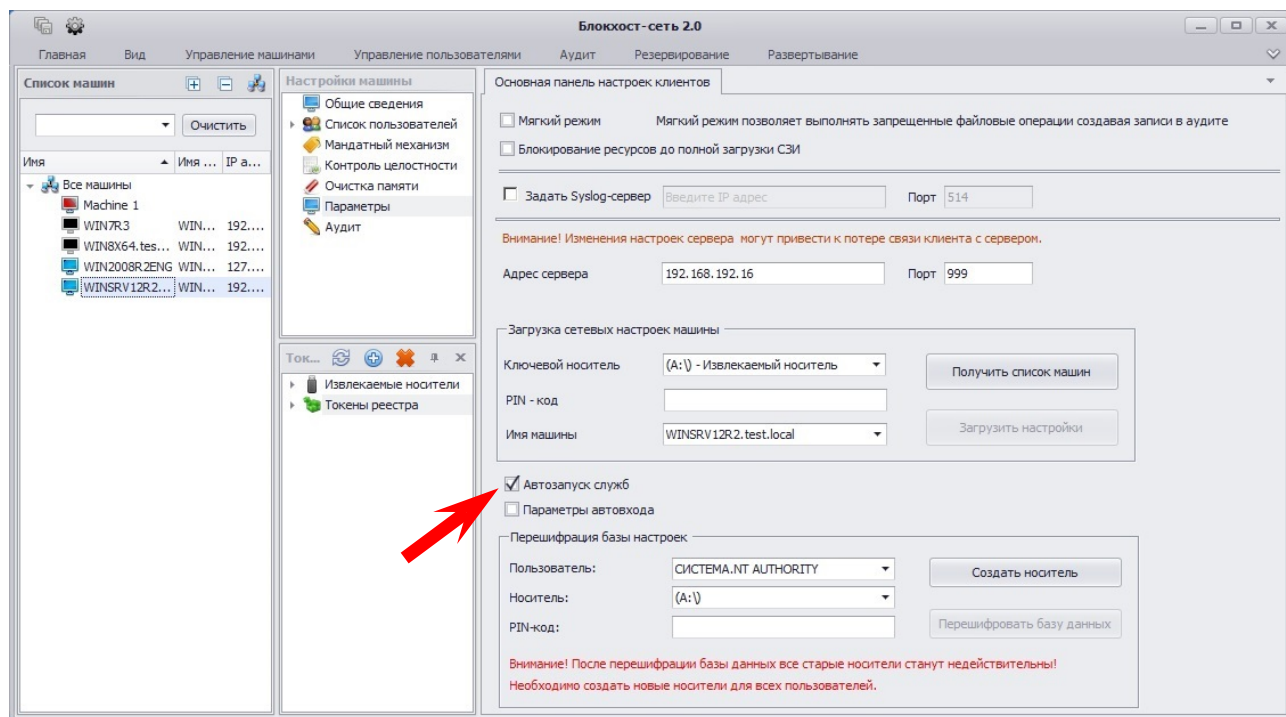 Блокхост-сеть 2.0
Главная Вид Управление машинами Управление пользователями Аудит Резервирование Развертывание
Список машин
Очистить
Имя Имя ... IP а...
Все машины
Machine 1
WIN7R3 WIN... 192....
WIN8X64.tes... WIN... 192....
WIN2008R2ENG WIN... 127....
WINSRV12R2... WIN... 192....
Настройки машины
Общие сведения
Список пользователей
Мандатный механизм
Контроль целостности
Очистка памяти
Параметры
Аудит
Ток...
Извлекаемые носители
Токены реестра
Основная панель настроек клиентов
Мягкий режим Мягкий режим позволяет выполнять запрещенные файловые операции создавая записи в аудите
Блокирование ресурсов до полной загрузки СЗИ
Задать Syslog-сервер Введите IP адрес Порт 514
Внимание! Изменения настроек сервера могут привести к потере связи клиента с сервером.
Адрес сервера 192.168.192.16 Порт 999
Загрузка сетевых настроек машины
Ключевой носитель (A:\) - Извлекаемый носитель Получить список машин
PIN - код
Имя машины WINSRV12R2.test.local Загрузить настройки
Автозапуск служб
Параметры автовхода
Перешифрация базы настроек
Пользователь: СИСТЕМА.NT AUTHORITY Создать носитель
Носитель: (A:\)
PIN-код: Перешифровать базу данных
Внимание! После перешифрации базы данных все старые носители станут недействительны!
Необходимо создать новые носители для всех пользователей.